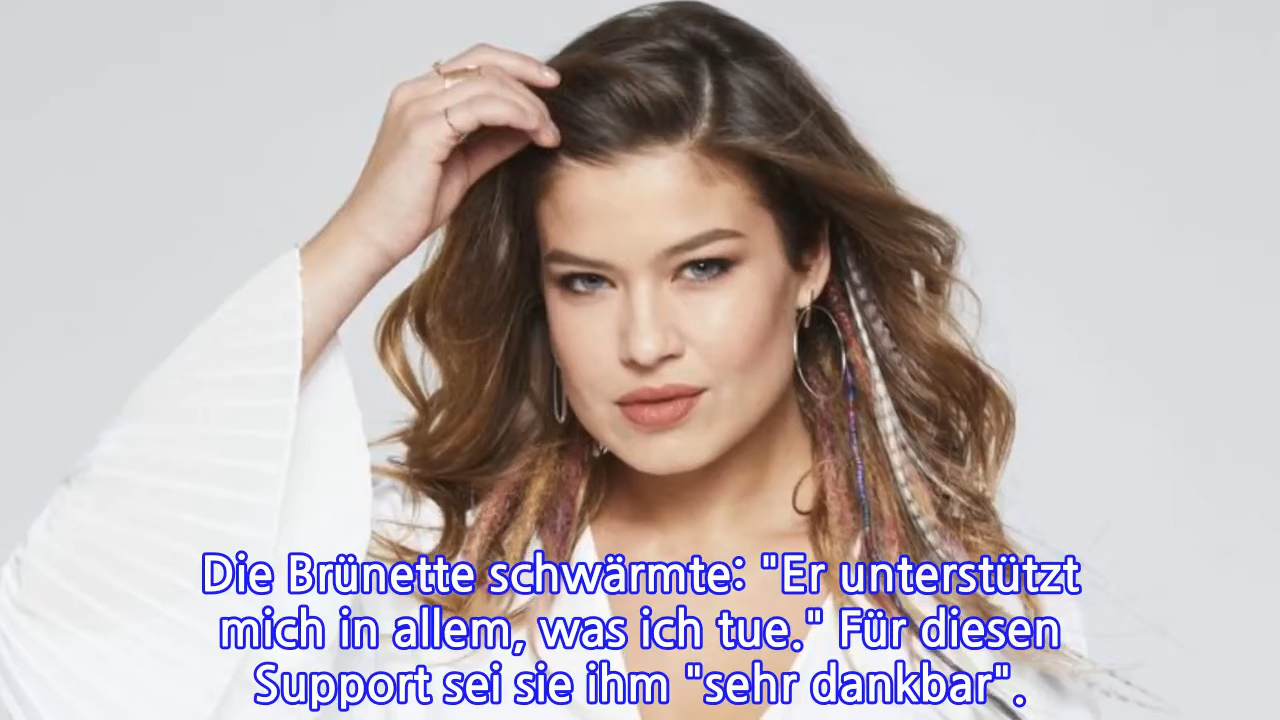 Die Brünette schwärmte: "Er unterstützt
mich in allem, was ich tue." Für diesen
Support sei sie ihm "sehr dankbar".